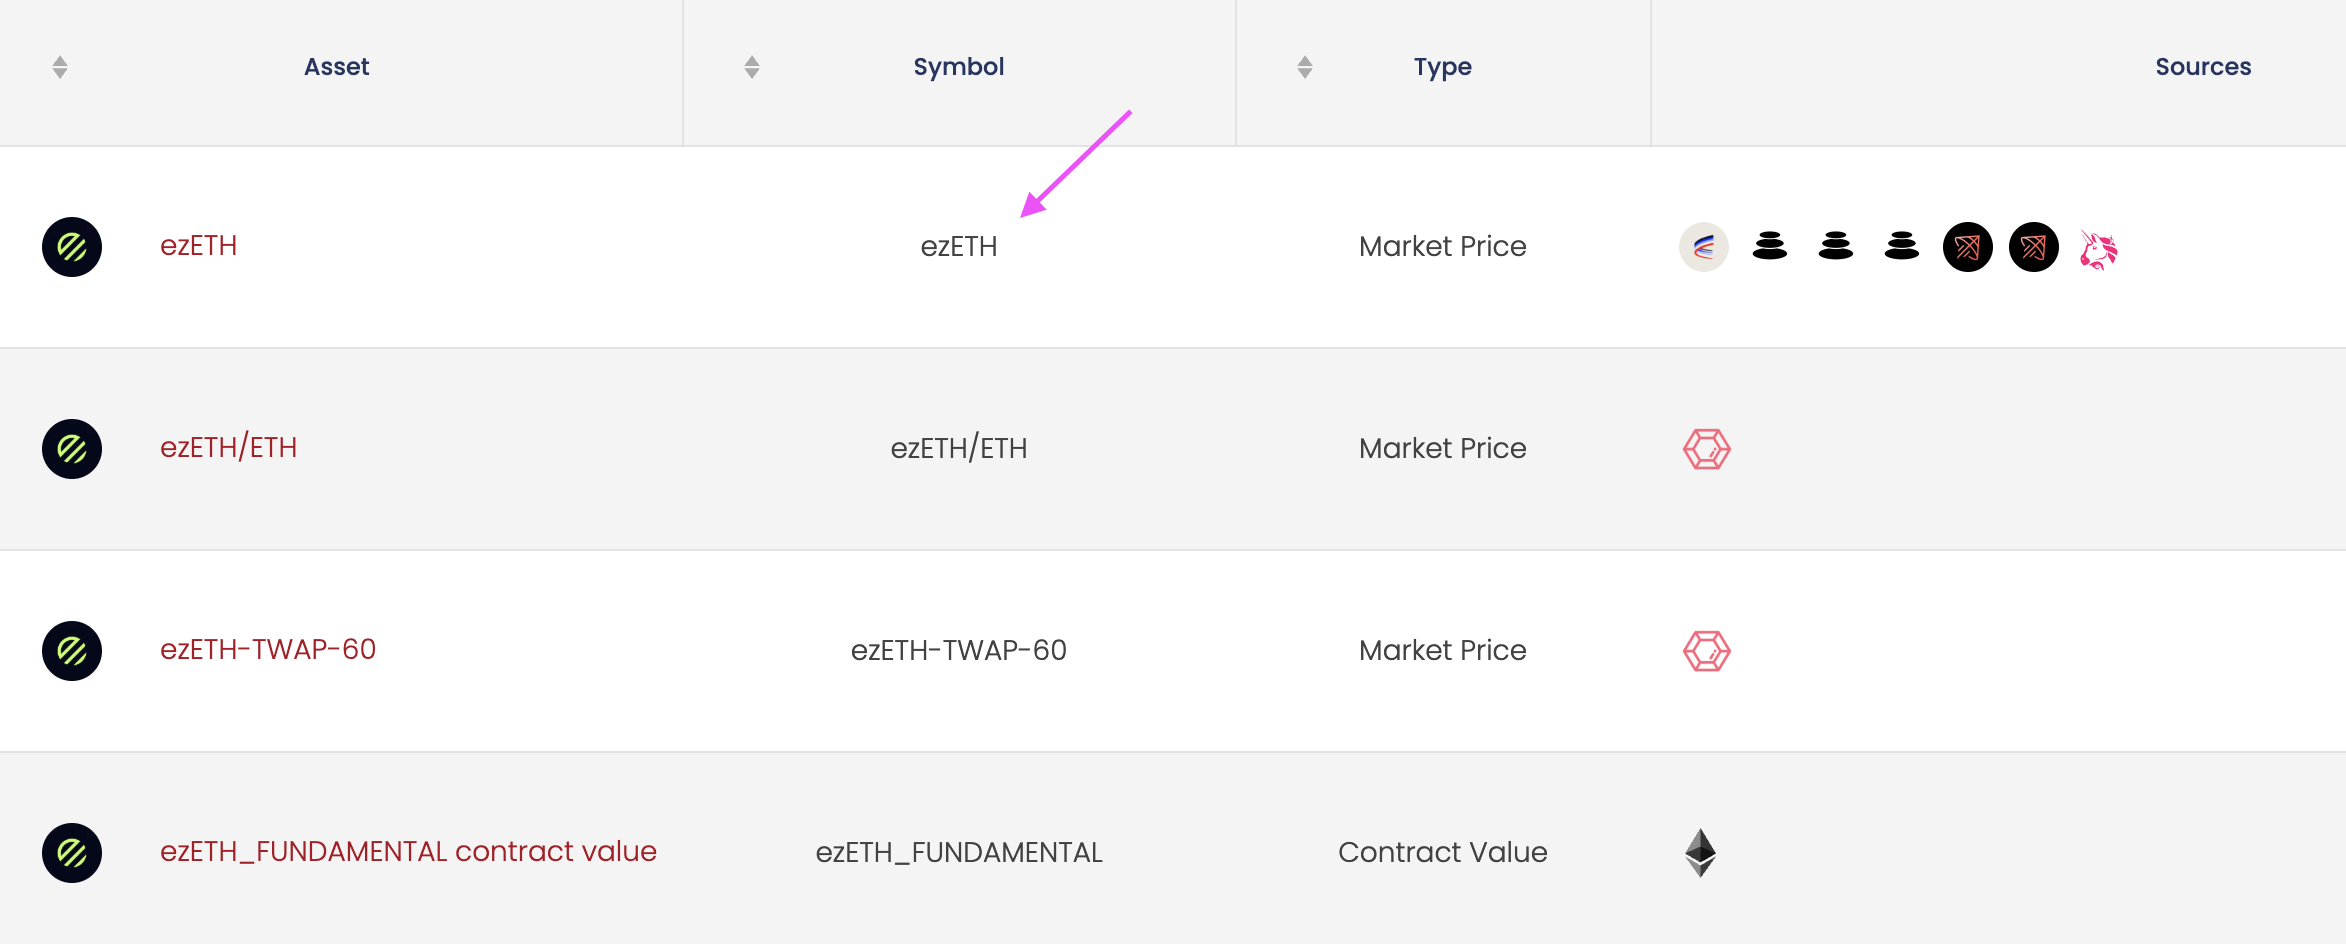 Asset Symbol Type Sources
ezETH ezETH Market Price
ezETH/ETH ezETH/ETH Market Price
ezETH-TWAP-60 ezETH-TWAP-60 Market Price
ezETH_FUNDAMENTAL contract value ezETH_FUNDAMENTAL Contract Value